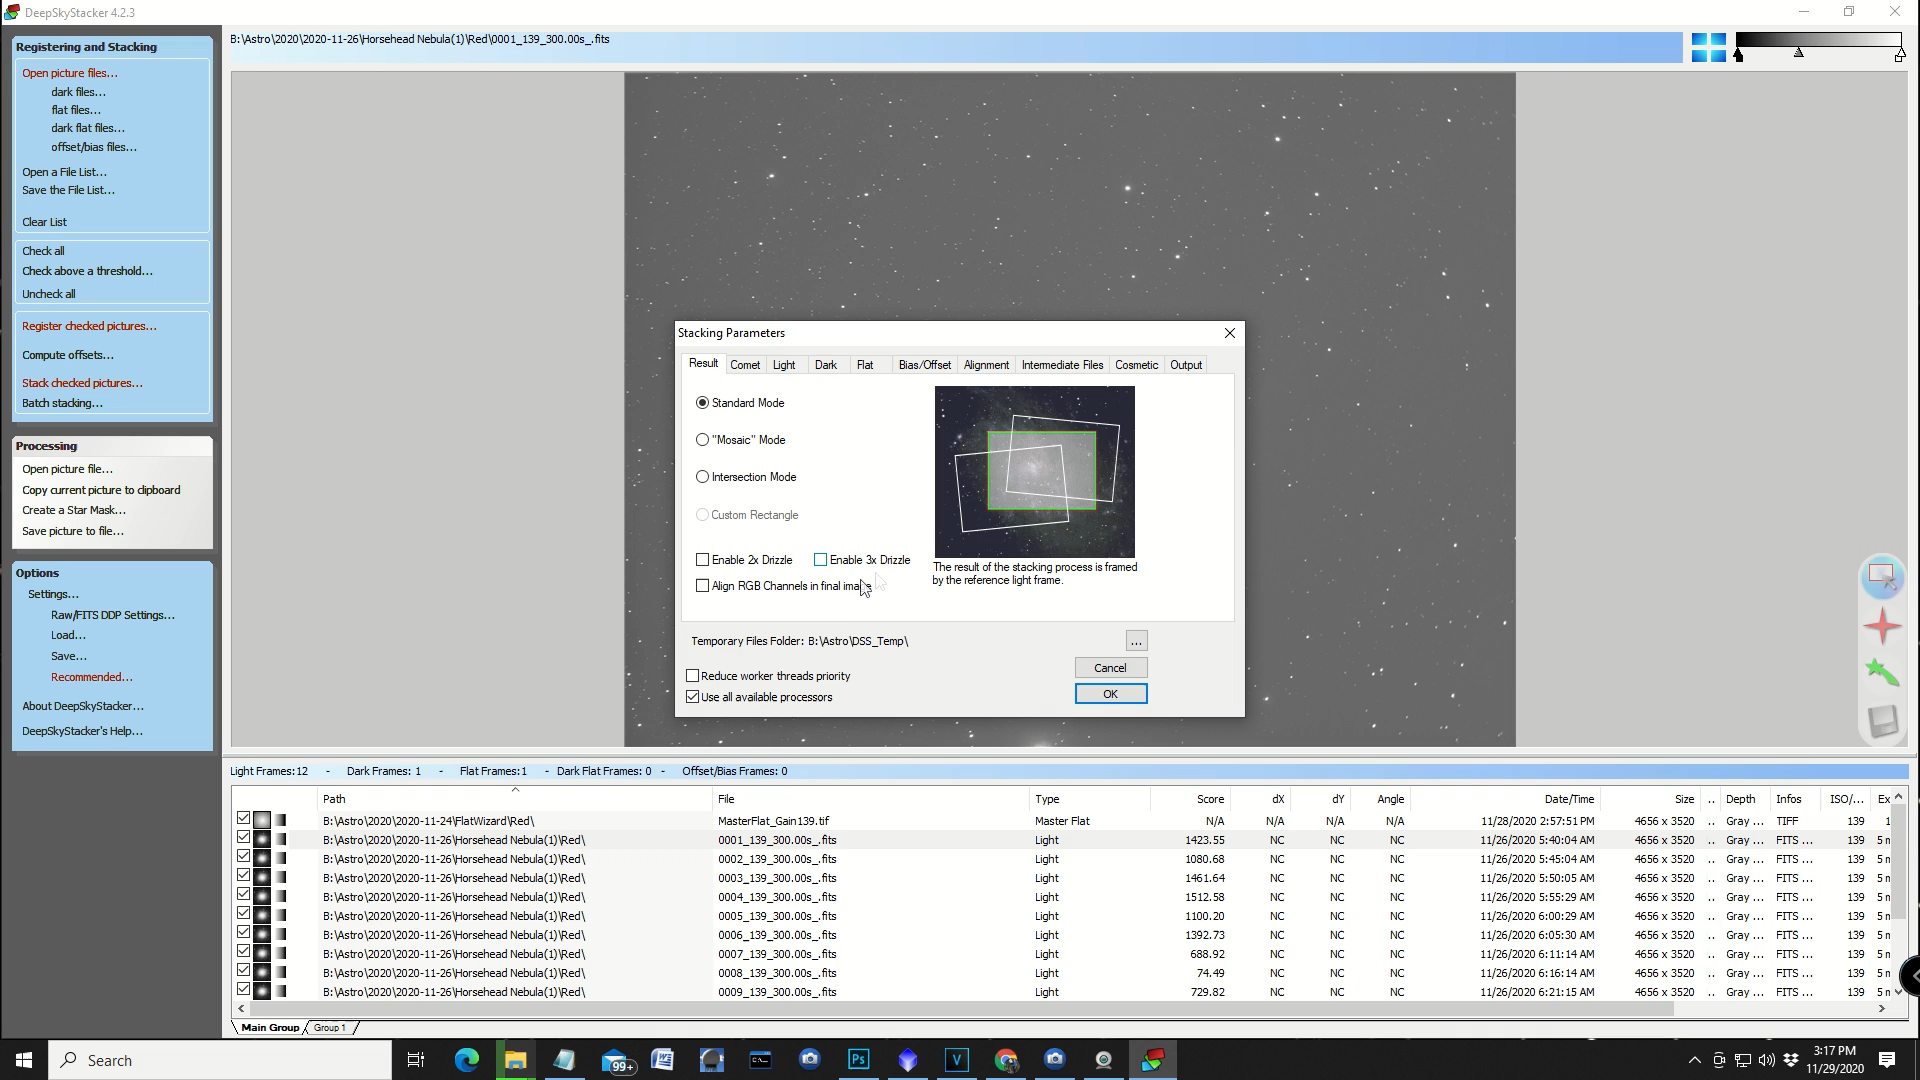 DeepSkyStacker 4.2.3
Registering and Stacking
Open picture files...
dark files...
flat files...
dark flat files...
offset/bias files...
Open a File List...
Save the File List...
Clear List
Check all
Check above a threshold...
Uncheck all
Register checked pictures...
Compute offsets...
Stack checked pictures...
Batch stacking...
Processing
Open picture file...
Copy current picture to clipboard
Create a Star Mask...
Save picture to file...
Options
Settings...
Raw/FITS DDP Settings...
Load...
Save...
Recommended...
About DeepSkyStacker...
DeepSkyStacker's Help...
B:\Astro\2020\2020-11-26\Horsehead Nebula(1)\Red\0001_139_300.00s_.fits
Stacking Parameters
Result Comet Light Dark Flat Bias/Offset Alignment Intermediate Files Cosmetic Output
Standard Mode
"Mosaic" Mode
Intersection Mode
Custom Rectangle
Enable 2x Drizzle Enable 3x Drizzle
Align RGB Channels in final image
The result of the stacking process is framed
by the reference light frame.
Temporary Files Folder: B:\Astro\DSS_Temp\
...
Reduce worker threads priority
Use all available processors
Cancel
OK
Light Frames:12 - Dark Frames: 1 - Flat Frames:1 - Dark Flat Frames: 0 - Offset/Bias Frames: 0
Path File Type Score dX dY Angle Date/Time Size .. Depth Infos ISO/... Ex
B:\Astro\2020\2020-11-24\FlatWizard\Red\ MasterFlat_Gain139.tif Master Flat N/A N/A N/A N/A 11/28/2020 2:57:51 PM 4656 x 3520 .. Gray ... TIFF 139 1
B:\Astro\2020\2020-11-26\Horsehead Nebula(1)\Red\ 0001_139_300.00s_.fits Light 1423.55 NC NC NC 11/26/2020 5:40:04 AM 4656 x 3520 .. Gray ... FITS ... 139 5 n
B:\Astro\2020\2020-11-26\Horsehead Nebula(1)\Red\ 0002_139_300.00s_.fits Light 1080.68 NC NC NC 11/26/2020 5:45:04 AM 4656 x 3520 .. Gray ... FITS ... 139 5 n
B:\Astro\2020\2020-11-26\Horsehead Nebula(1)\Red\ 0003_139_300.00s_.fits Light 1461.64 NC NC NC 11/26/2020 5:50:05 AM 4656 x 3520 .. Gray ... FITS ... 139 5 n
B:\Astro\2020\2020-11-26\Horsehead Nebula(1)\Red\ 0004_139_300.00s_.fits Light 1512.58 NC NC NC 11/26/2020 5:55:29 AM 4656 x 3520 .. Gray ... FITS ... 139 5 n
B:\Astro\2020\2020-11-26\Horsehead Nebula(1)\Red\ 0005_139_300.00s_.fits Light 1100.20 NC NC NC 11/26/2020 6:00:29 AM 4656 x 3520 .. Gray ... FITS ... 139 5 n
B:\Astro\2020\2020-11-26\Horsehead Nebula(1)\Red\ 0006_139_300.00s_.fits Light 1392.73 NC NC NC 11/26/2020 6:05:30 AM 4656 x 3520 .. Gray ... FITS ... 139 5 n
B:\Astro\2020\2020-11-26\Horsehead Nebula(1)\Red\ 0007_139_300.00s_.fits Light 688.92 NC NC NC 11/26/2020 6:11:14 AM 4656 x 3520 .. Gray ... FITS ... 139 5 n
B:\Astro\2020\2020-11-26\Horsehead Nebula(1)\Red\ 0008_139_300.00s_.fits Light 74.49 NC NC NC 11/26/2020 6:16:14 AM 4656 x 3520 .. Gray ... FITS ... 139 5 n
B:\Astro\2020\2020-11-26\Horsehead Nebula(1)\Red\ 0009_139_300.00s_.fits Light 729.82 NC NC NC 11/26/2020 6:21:15 AM 4656 x 3520 .. Gray ... FITS ... 139 5 n
Main Group Group 1
Search
99+
Ps
V
3:17 PM
11/29/2020